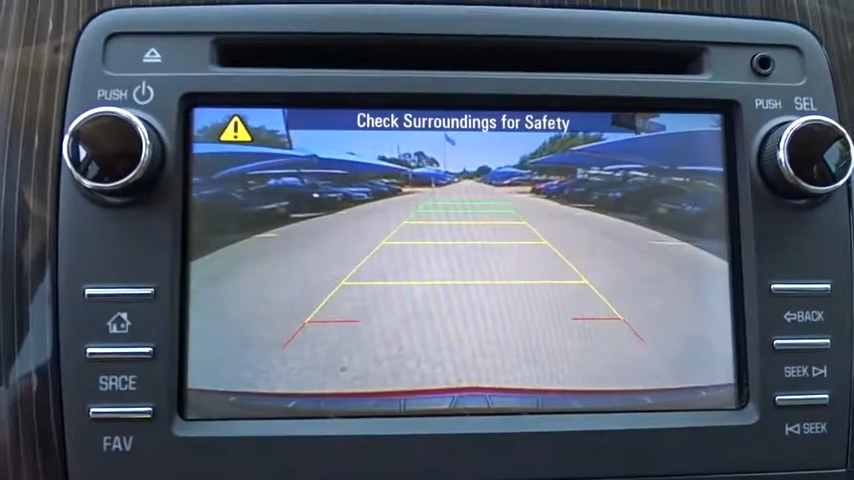 PUSH
Check Surroundings for Safety
PUSH
SEL
SRCE
FAV
BACK
SEEK
SEEK